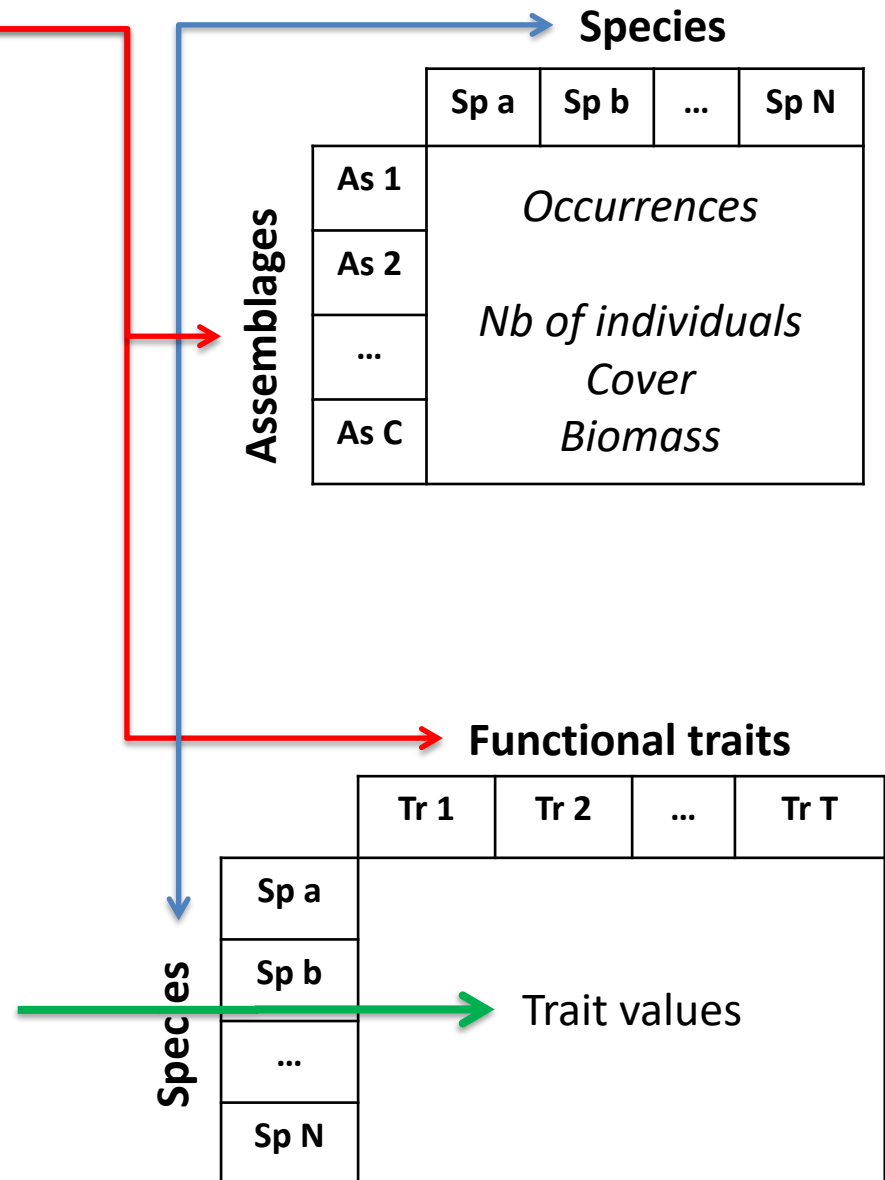 Species
Sp a Sp b ... Sp N
Assemblages
As 1
As 2
...
As C
Occurrences
Nb of individuals
Cover
Biomass
Functional traits
Tr 1 Tr 2 ... Tr T
Species
Sp a
Sp b
...
Sp N
Trait values